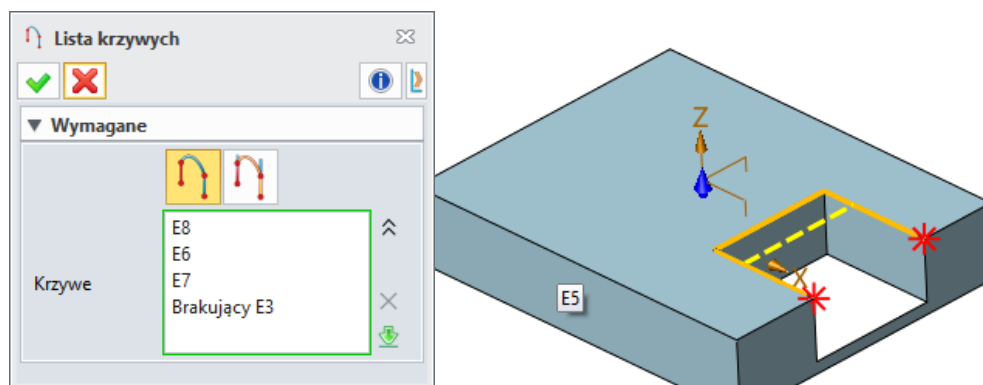 Lista krzywych
Wymagane
Krzywe
E8
E6
E7
Brakujący E3
Z
X
E5